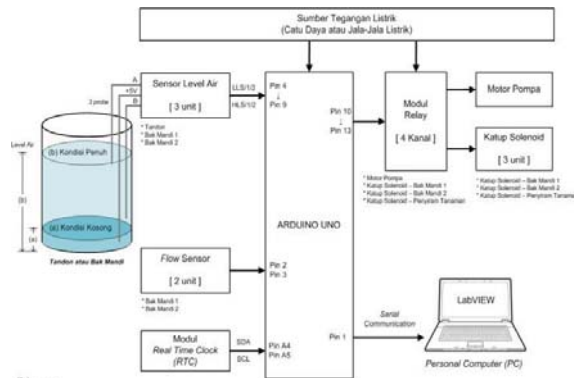 Sumber Tegangan Listrik
(Catu Daya atau Jala-Jala Listrik)
A
+5V
B
3 probe
Sensor Level Air
[ 3 unit ]
LLS/1/2
HLS/1/2
* Tandon
* Bak Mandi 1
* Bak Mandi 2
Level Air
(b) Kondisi Penuh
(b)
(a) Kondisi Kosong
(a)
Tandon atau Bak Mandi
Flow Sensor
[ 2 unit ]
* Bak Mandi 1
* Bak Mandi 2
Modul
Real Time Clock
(RTC)
SDA
SCL
Pin 4
Pin 9
Pin 10
Pin 13
ARDUINO UNO
Pin 2
Pin 3
Pin A4
Pin A5
Pin 1
Modul
Relay
[ 4 Kanal ]
* Motor Pompa
* Katup Solenoid – Bak Mandi 1
* Katup Solenoid – Bak Mandi 2
* Katup Solenoid – Penyiram Tanaman
Motor Pompa
Katup Solenoid
[ 3 unit ]
* Katup Solenoid – Bak Mandi 1
* Katup Solenoid – Bak Mandi 2
* Katup Solenoid – Penyiram Tanaman
Serial
Communication
LabVIEW
Personal Computer (PC)